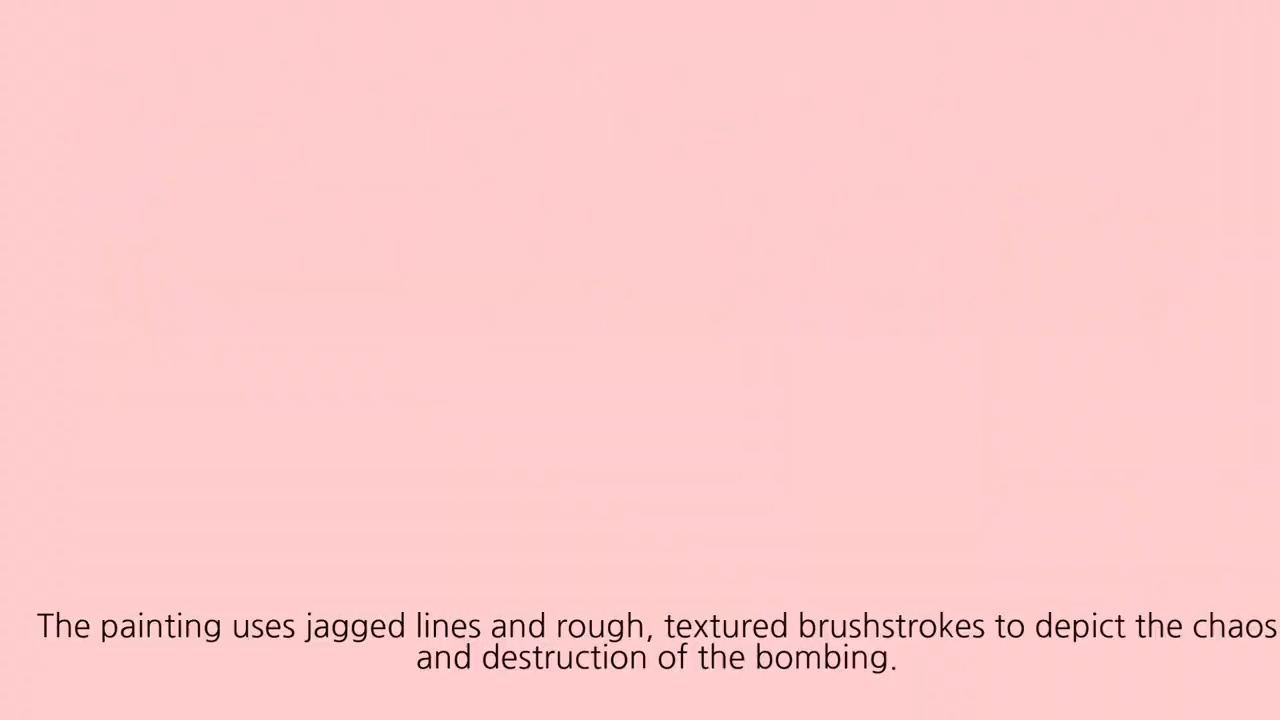 The painting uses jagged lines and rough, textured brushstrokes to depict the chaos
and destruction of the bombing.